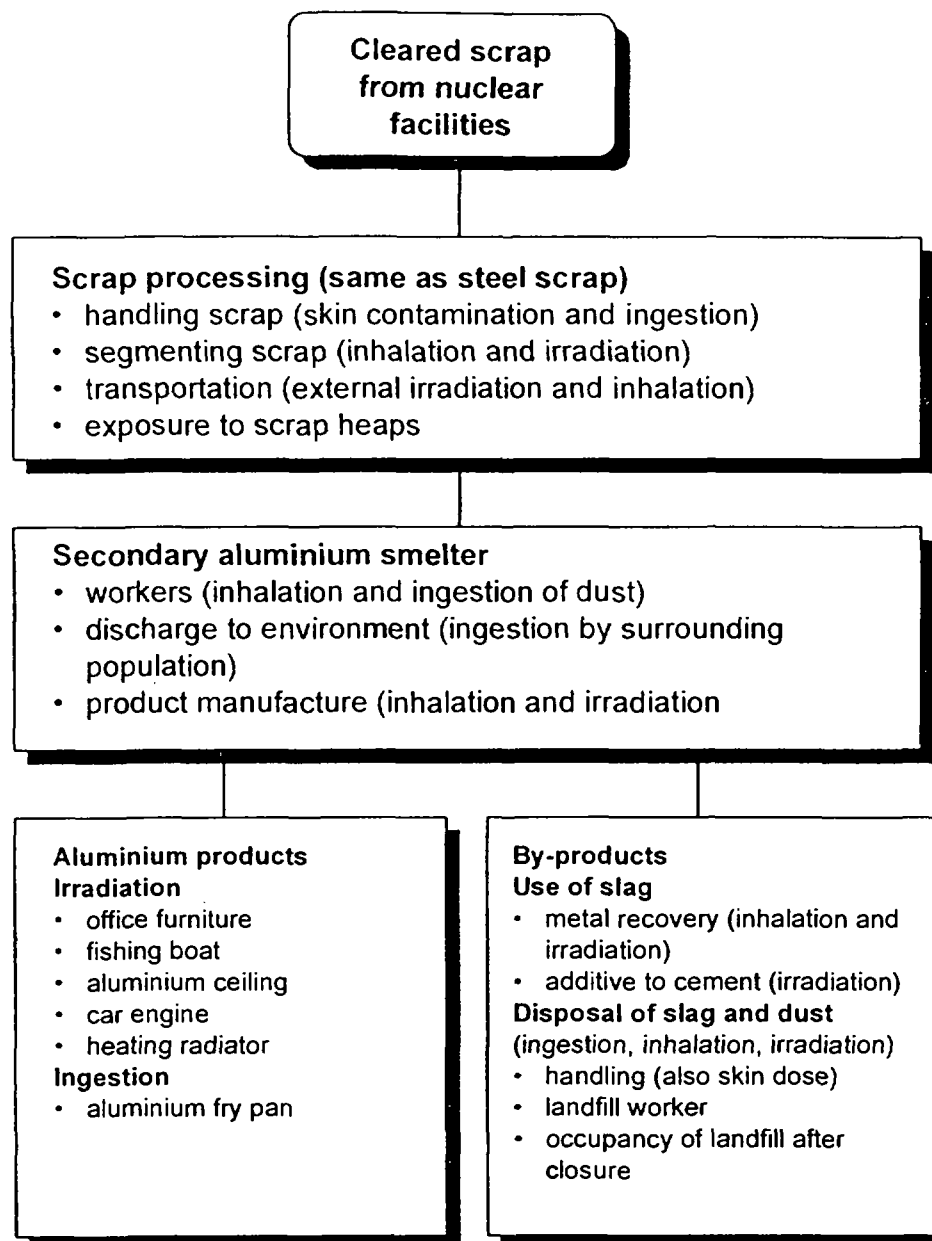 Cleared scrap
from nuclear
facilities
Scrap processing (same as steel scrap)
• handling scrap (skin contamination and ingestion)
• segmenting scrap (inhalation and irradiation)
• transportation (external irradiation and inhalation)
• exposure to scrap heaps
Secondary aluminium smelter
• workers (inhalation and ingestion of dust)
• discharge to environment (ingestion by surrounding
population)
• product manufacture (inhalation and irradiation
Aluminium products
Irradiation
• office furniture
• fishing boat
• aluminium ceiling
• car engine
• heating radiator
Ingestion
• aluminium fry pan
By-products
Use of slag
• metal recovery (inhalation and
irradiation)
• additive to cement (irradiation)
Disposal of slag and dust
(ingestion, inhalation, irradiation)
• handling (also skin dose)
• landfill worker
• occupancy of landfill after
closure